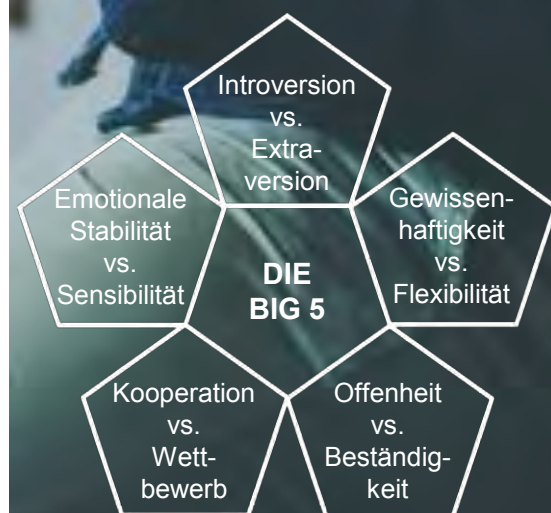 Introversion
vs.
Extra-
version
Emotionale
Stabilität
vs.
Sensibilität
Gewissen-
haftigkeit
vs.
Flexibilität
DIE
BIG 5
Kooperation
vs.
Wett-
bewerb
Offenheit
vs.
Beständig-
keit